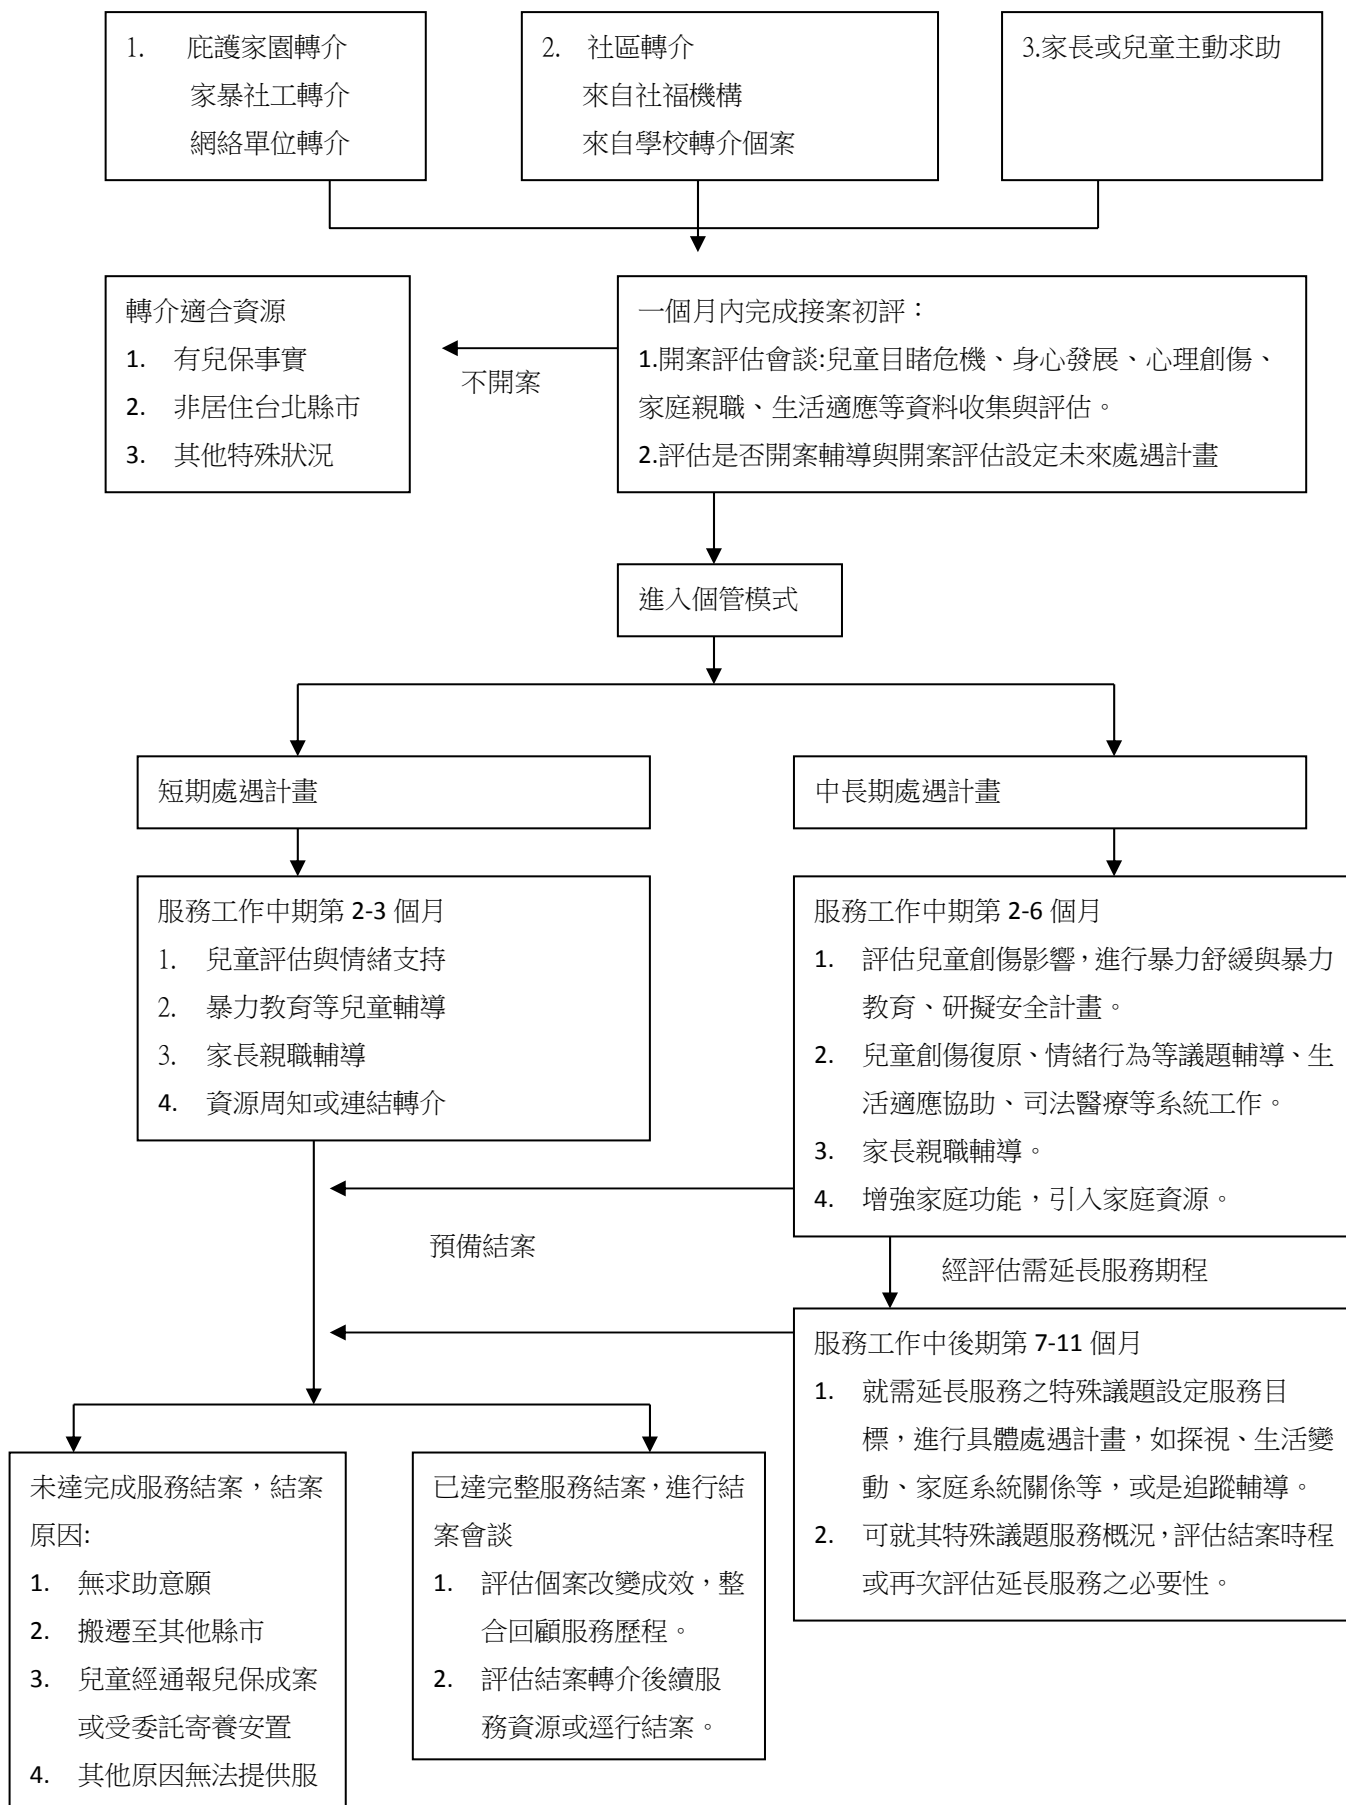 1. 庇護家園轉介
家暴社工轉介
網絡單位轉介
2. 社區轉介
來自社福機構
來自學校轉介個案
3.家長或兒童主動求助
轉介適合資源
1. 有兒保事實
2. 非居住台北縣市
3. 其他特殊狀況
不開案
一個月內完成接案初評：
1.開案評估會談:兒童目睹危機、身心發展、心理創傷、
家庭親職、生活適應等資料收集與評估。
2.評估是否開案輔導與開案評估設定未來處遇計畫
進入個管模式
短期處遇計畫
中長期處遇計畫
服務工作中期第 2-3 個月
1. 兒童評估與情緒支持
2. 暴力教育等兒童輔導
3. 家長親職輔導
4. 資源周知或連結轉介
服務工作中期第 2-6 個月
1. 評估兒童創傷影響，進行暴力舒緩與暴力
教育、研擬安全計畫。
2. 兒童創傷復原、情緒行為等議題輔導、生
活適應協助、司法醫療等系統工作。
3. 家長親職輔導。
4. 增強家庭功能，引入家庭資源。
預備結案
經評估需延長服務期程
服務工作中後期第 7-11 個月
1. 就需延長服務之特殊議題設定服務目
標，進行具體處遇計畫，如探視、生活變
動、家庭系統關係等，或是追蹤輔導。
2. 可就其特殊議題服務概況，評估結案時程
或再次評估延長服務之必要性。
未達完成服務結案，結案
原因:
1. 無求助意願
2. 搬遷至其他縣市
3. 兒童經通報兒保成案
或受委託寄養安置
4. 其他原因無法提供服
已達完整服務結案，進行結
案會談
1. 評估個案改變成效，整
合回顧服務歷程。
2. 評估結案轉介後續服
務資源或逕行結案。